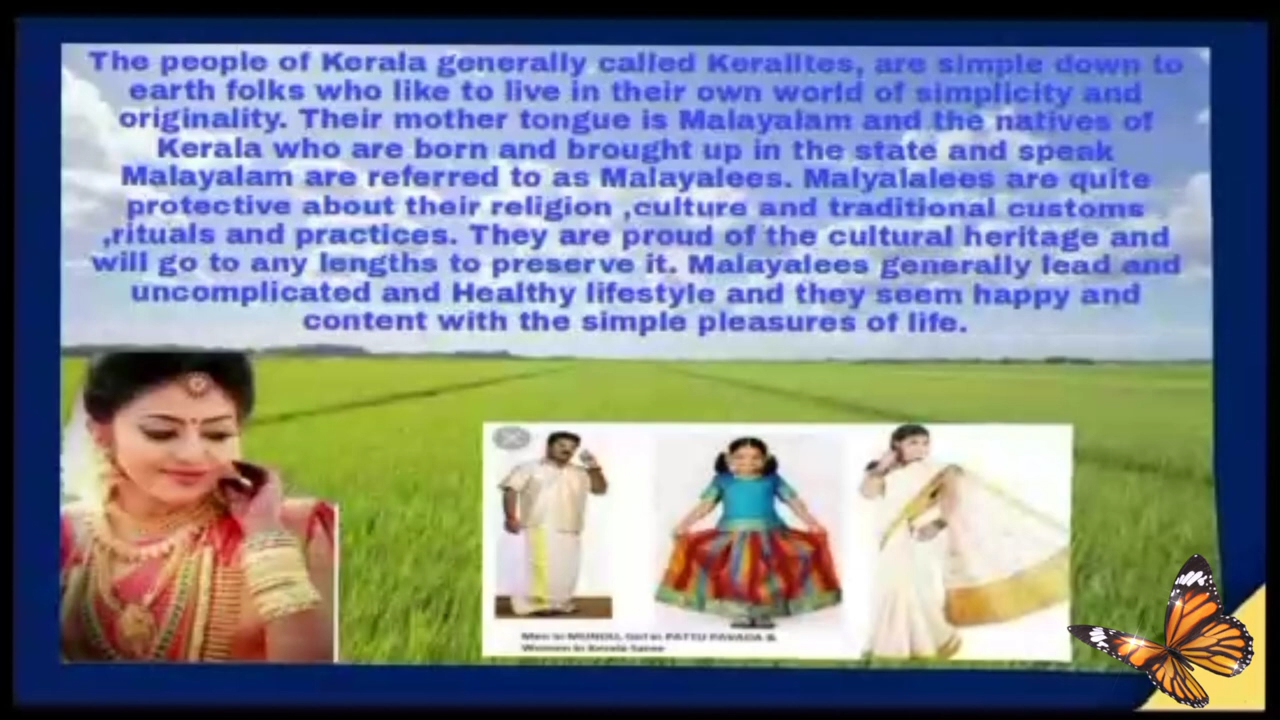 The people of Kerala generally called Keralites, are simple down to
earth folks who like to live in their own world of simplicity and
originality. Their mother tongue is Malayalam and the natives of
Kerala who are born and brought up in the state and speak
Malayalam are referred to as Malayalees. Malyalalees are quite
protective about their religion ,culture and traditional customs
,rituals and practices. They are proud of the cultural heritage and
will go to any lengths to preserve it. Malayalees generally lead and
uncomplicated and Healthy lifestyle and they seem happy and
content with the simple pleasures of life.
Men in MUNDU, Girl in PATTU PAVADA &
Women in Kerala Saree